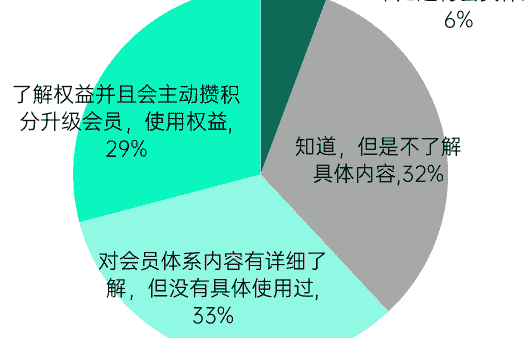 6%
了解权益并且会主动攒积
分升级会员，使用权益,
29%
知道，但是不了解
具体内容,32%
对会员体系内容有详细了
解，但没有具体使用过,
33%